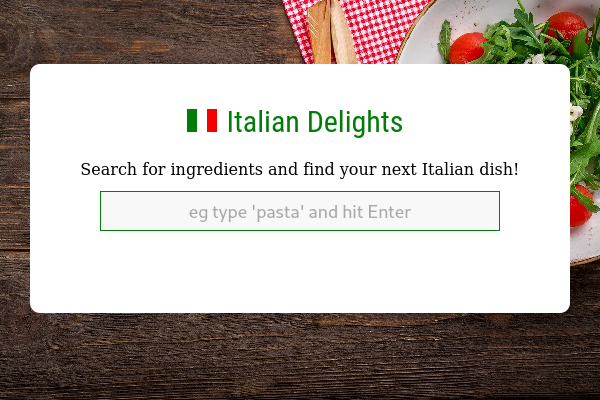 Italian Delights
Search for ingredients and find your next Italian dish!
eg type 'pasta' and hit Enter